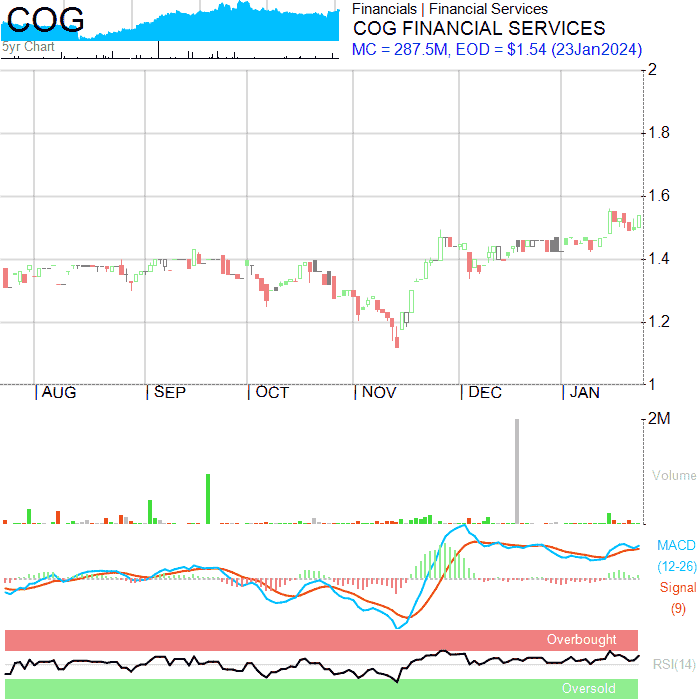 COG
5yr Chart
Financials | Financial Services
COG FINANCIAL SERVICES
MC = 287.5M, EOD = $1.54 (23Jan2024)
2
1.8
1.6
1.4
1.2
1
AUG SEP OCT NOV DEC JAN
2M
Volume
MACD
(12-26)
Signal
(9)
Overbought
RSI(14)
Oversold